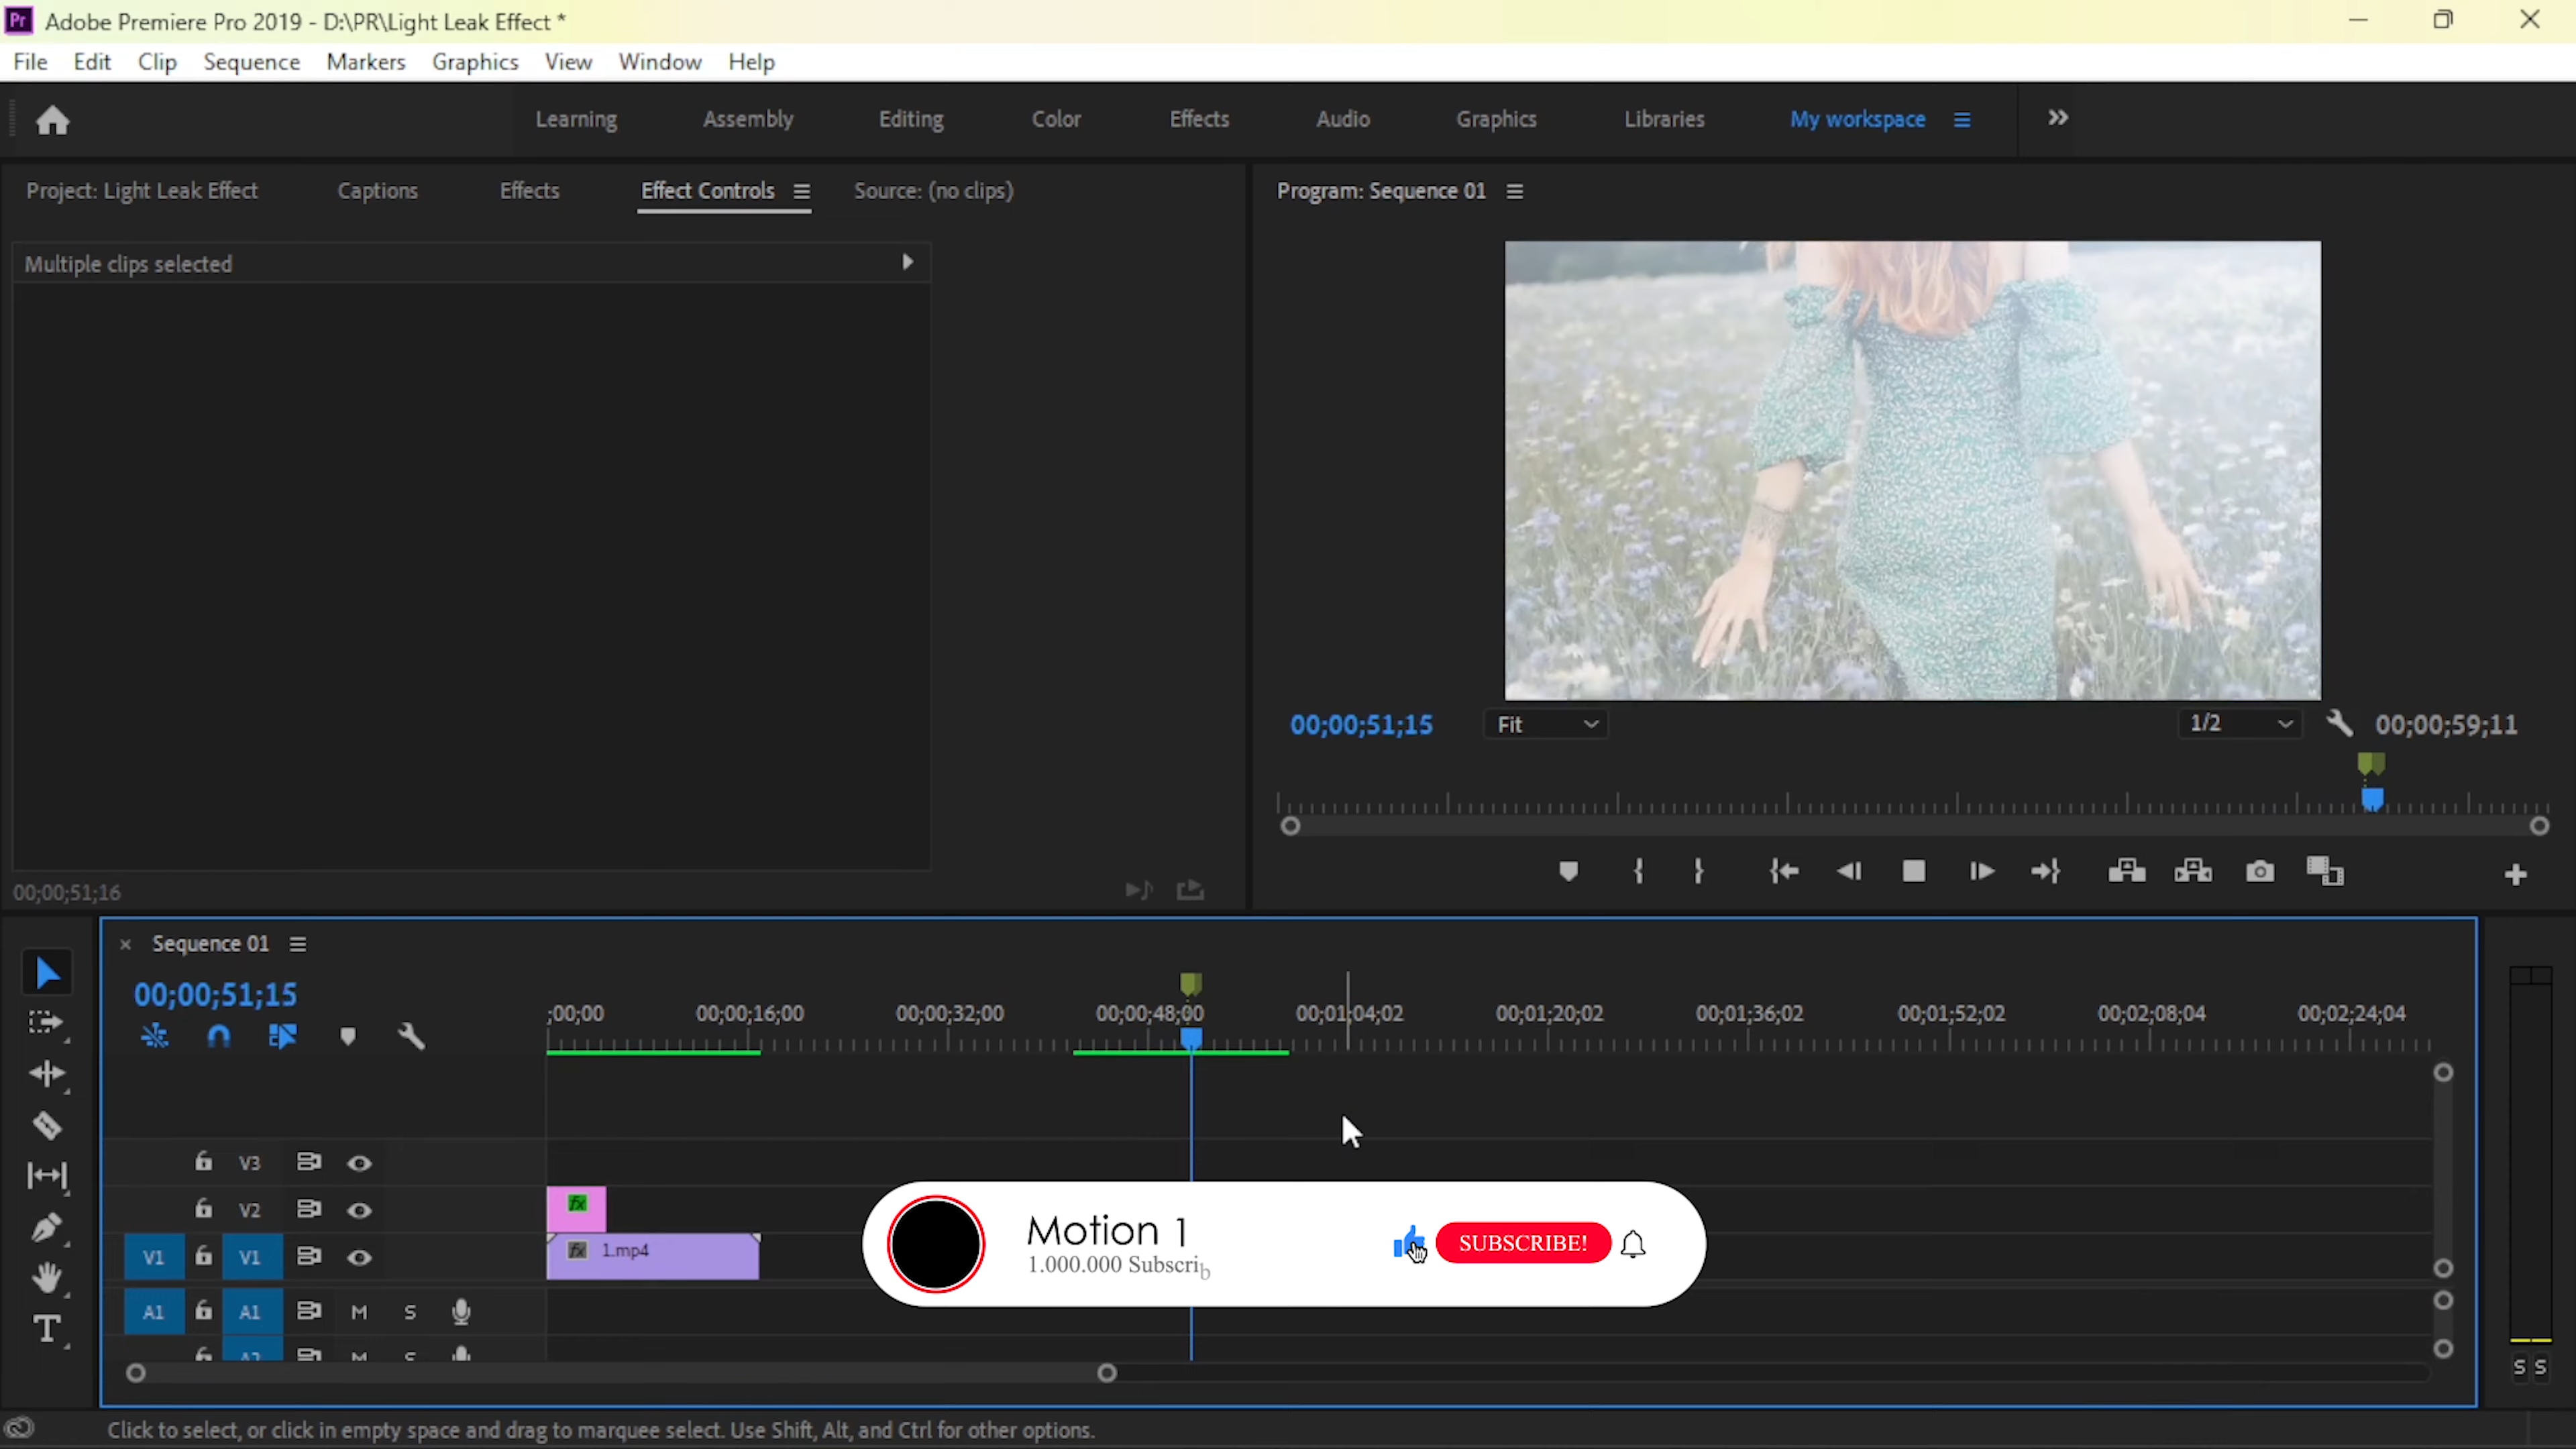 Pr Adobe Premiere Pro 2019 - D:\PR\Light Leak Effect *
File Edit Clip Sequence Markers Graphics View Window Help
Learning Assembly Editing Color Effects Audio Graphics Libraries My workspace
Project: Light Leak Effect Captions Effects Effect Controls Source: (no clips)
Program: Sequence 01
Multiple clips selected
00;00;51;15 Fit 1/2 00;00;59;11
00;00;51;16
Sequence 01
00;00;51;15
;00;00 00;00;16;00 00;00;32;00 00;00;48;00 00;01;04;02 00;01;20;02 00;01;36;02 00;01;52;02 00;02;08;04 00;02;24;04
V3
V2 fx
V1 V1 fx 1.mp4
A1 A1 M S
A2 M S
Motion 1
1.000.000 Subscrib
SUBSCRIBE!
S S
Click to select, or click in empty space and drag to marquee select. Use Shift, Alt, and Ctrl for other options.